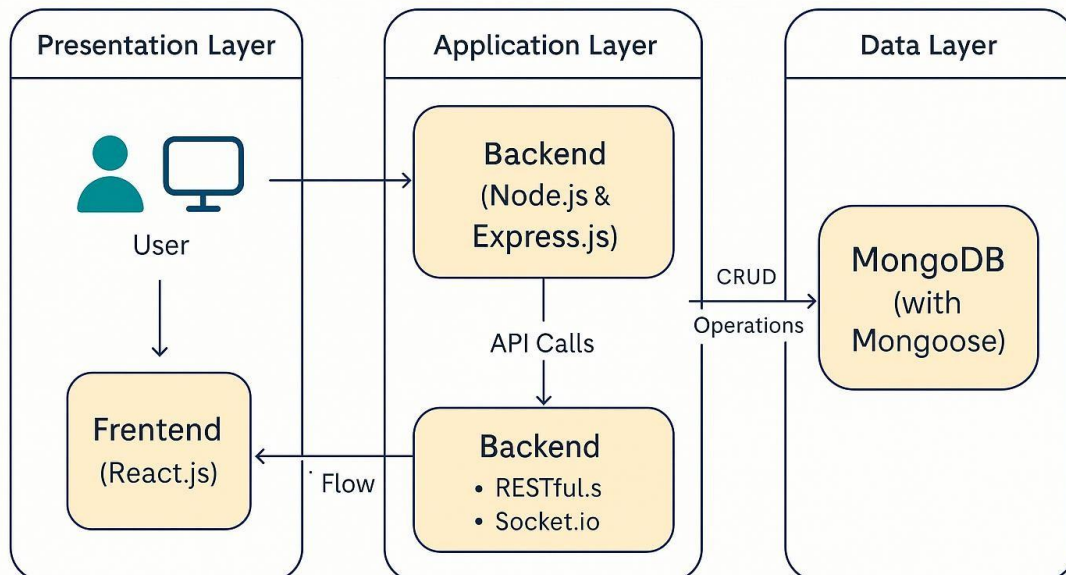 Presentation Layer
User
Frentend
(React.js)
Flow
Application Layer
Backend
(Node.js &
Express.js)
API Calls
Backend
• RESTful.s
• Socket.io
CRUD
Operations
Data Layer
MongoDB
(with
Mongoose)